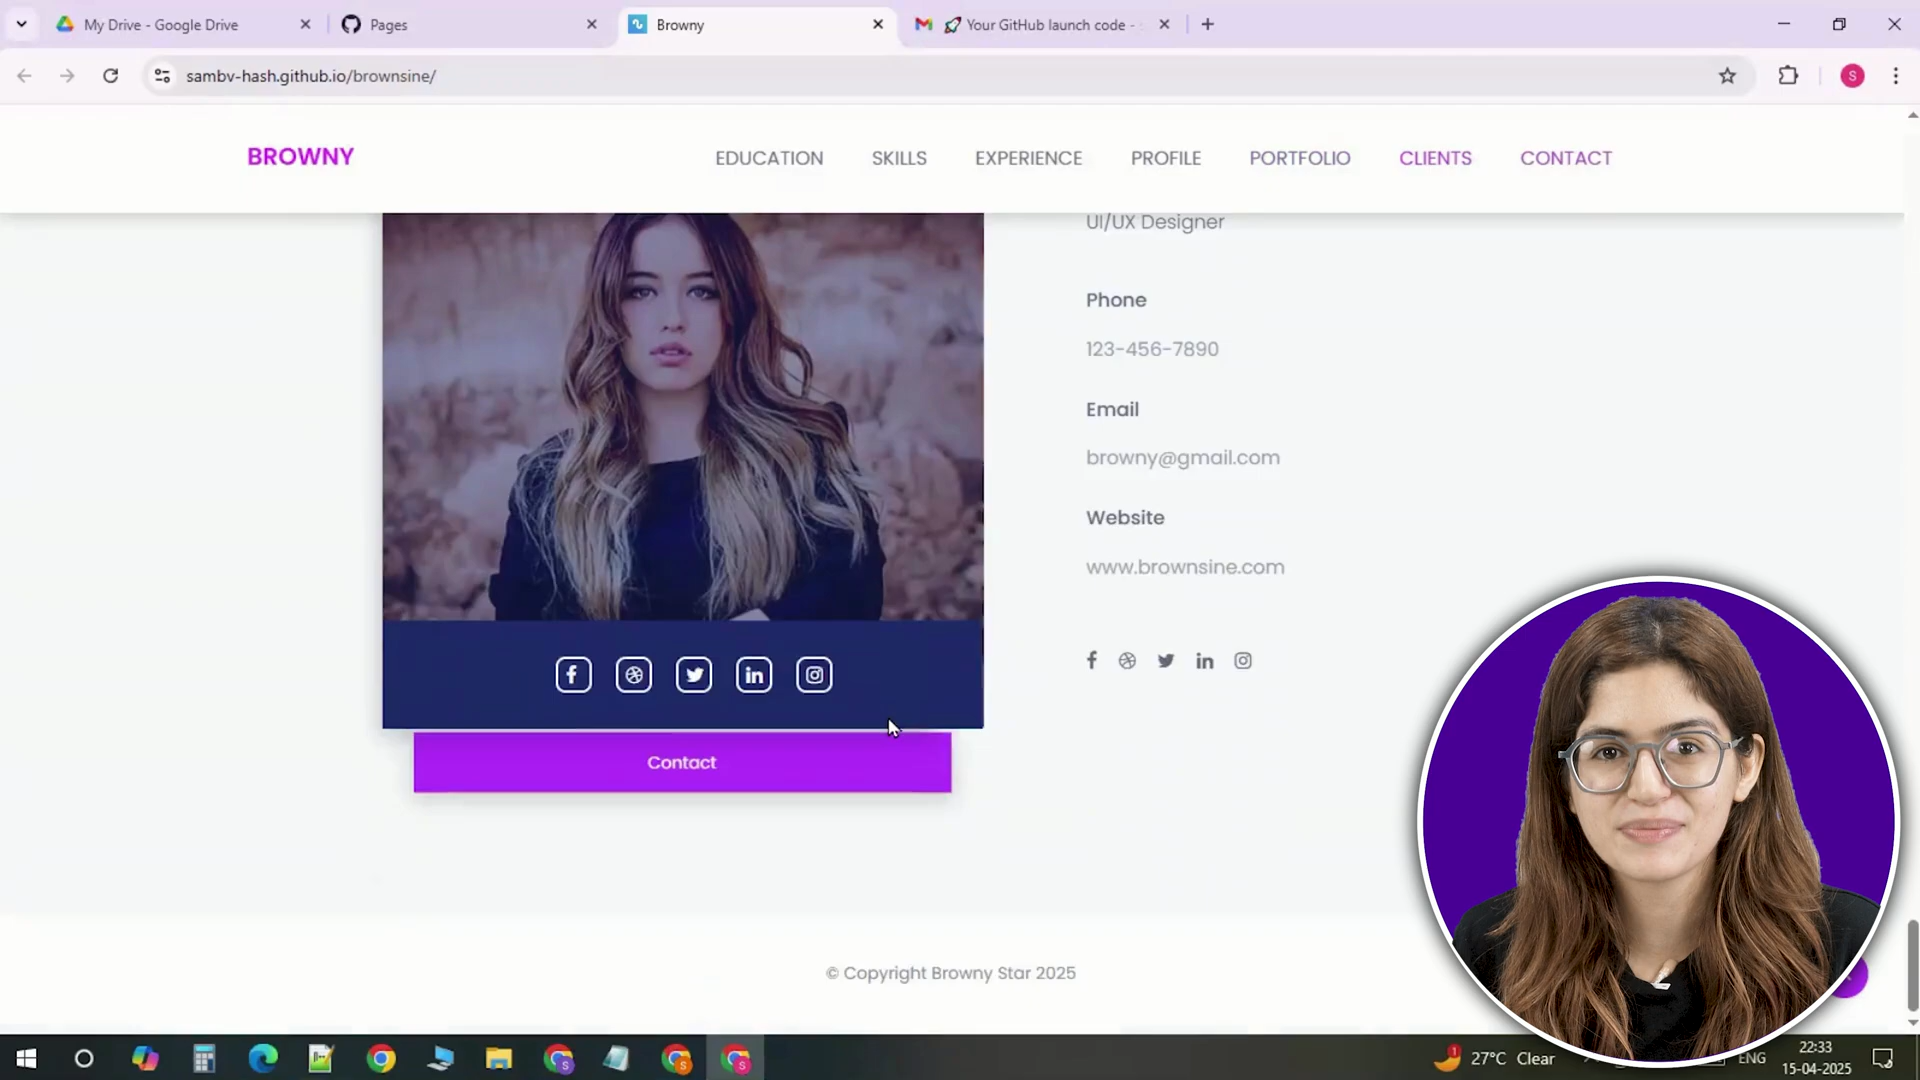 My Drive - Google Drive
Pages
Browny
Your GitHub launch code -
sambv-hash.github.io/brownsine/
S
BROWNY
EDUCATION
SKILLS
EXPERIENCE
PROFILE
PORTFOLIO
CLIENTS
CONTACT
UI/UX Designer
Phone
123-456-7890
Email
browny@gmail.com
Website
www.brownsine.com
Contact
© Copyright Browny Star 2025
27°C Clear
ENG
22:33
15-04-2025